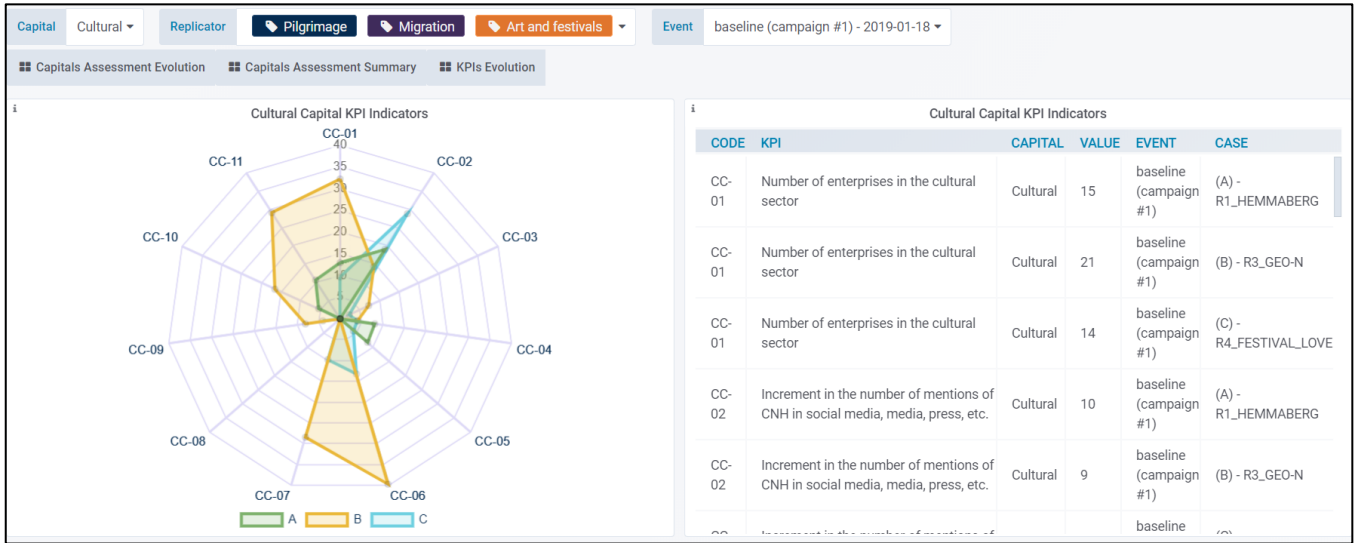 Capital Cultural Replicator Pilgrimage Migration Art and festivals Event baseline (campaign #1) - 2019-01-18
Capitals Assessment Evolution Capitals Assessment Summary KPIs Evolution
i
Cultural Capital KPI Indicators
CC-01
40
CC-11
CC-02
35
30
25
CC-10
CC-03
20
15
10
5
CC-09
CC-04
CC-08
CC-05
CC-07
CC-06
A B C
i
Cultural Capital KPI Indicators
CODE KPI CAPITAL VALUE EVENT CASE
CC-
01
Number of enterprises in the cultural
sector
Cultural
15
baseline
(campaign
#1)
(A) -
R1_HEMMABERG
CC-
01
Number of enterprises in the cultural
sector
Cultural
21
baseline
(campaign
#1)
(B) - R3_GEO-N
CC-
01
Number of enterprises in the cultural
sector
Cultural
14
baseline
(campaign
#1)
(C) -
R4_FESTIVAL_LOVE
CC-
02
Increment in the number of mentions of
CNH in social media, media, press, etc.
Cultural
10
baseline
(campaign
#1)
(A) -
R1_HEMMABERG
CC-
02
Increment in the number of mentions of
CNH in social media, media, press, etc.
Cultural
9
baseline
(campaign
#1)
(B) - R3_GEO-N
baseline